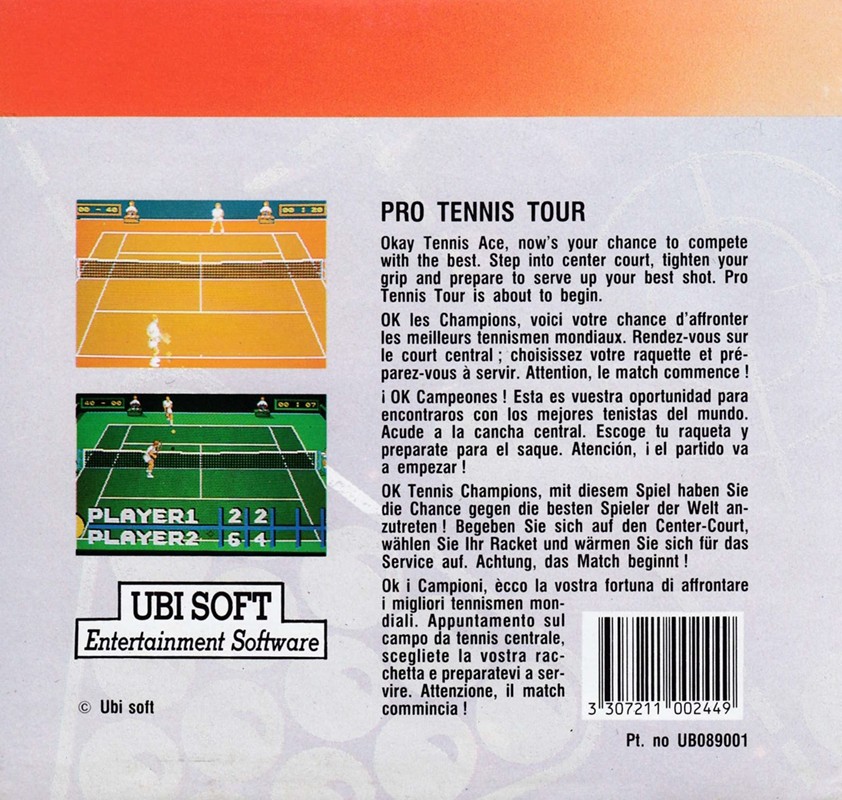 00 - 40
00 : 20
40 - 00
00 : 07
PLAYER1 2 2
PLAYER2 6 4
UBI SOFT
Entertainment Software
© Ubi soft
PRO TENNIS TOUR
Okay Tennis Ace, now's your chance to compete
with the best. Step into center court, tighten your
grip and prepare to serve up your best shot. Pro
Tennis Tour is about to begin.
OK les Champions, voici votre chance d'affronter
les meilleurs tennismen mondiaux. Rendez-vous sur
le court central ; choisissez votre raquette et pré-
parez-vous à servir. Attention, le match commence !
¡ OK Campeones ! Esta es vuestra oportunidad para
encontraros con los mejores tenistas del mundo.
Acude a la cancha central. Escoge tu raqueta y
preparate para el saque. Atención, ¡ el partido va
a empezar !
OK Tennis Champions, mit diesem Spiel haben Sie
die Chance gegen die besten Spieler der Welt an-
zutreten ! Begeben Sie sich auf den Center-Court,
wählen Sie Ihr Racket und wärmen Sie sich für das
Service auf. Achtung, das Match beginnt !
Ok i Campioni, ècco la vostra fortuna di affrontare
i migliori tennismen mon-
diali. Appuntamento sul
campo da tennis centrale,
scegliete la vostra rac-
chetta e preparatevi a ser-
vire. Attenzione, il match
commincia !
3 307211 002449
Pt. no UB089001